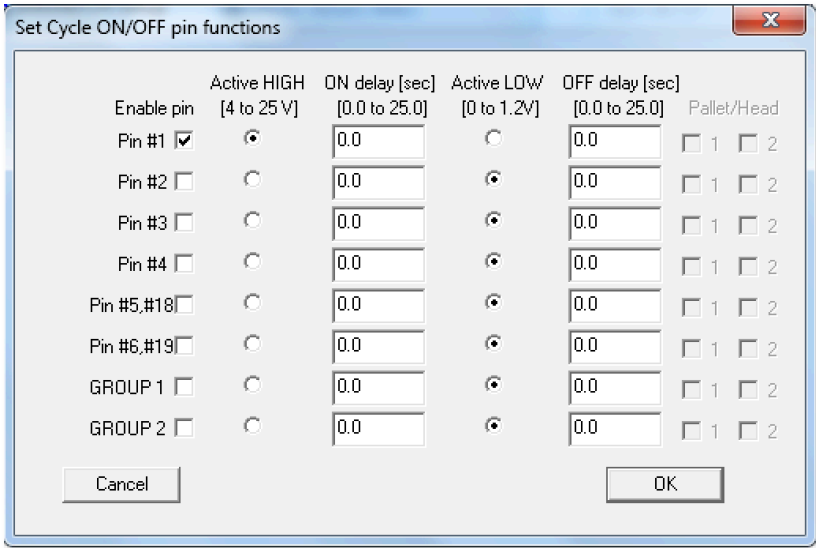 Set Cycle ON/OFF pin functions
Active HIGH ON delay [sec] Active LOW OFF delay [sec]
Enable pin [4 to 25 V] [0.0 to 25.0] [0 to 1.2V] [0.0 to 25.0] Pallet/Head
Pin #1 0.0 0.0 1 2
Pin #2 0.0 0.0 1 2
Pin #3 0.0 0.0 1 2
Pin #4 0.0 0.0 1 2
Pin #5,#18 0.0 0.0 1 2
Pin #6,#19 0.0 0.0 1 2
GROUP 1 0.0 0.0 1 2
GROUP 2 0.0 0.0 1 2
Cancel OK